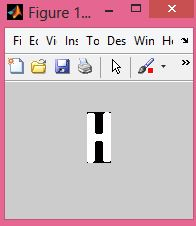 Figure 1...
Fi Ec Vi Ins To Des Win He
H